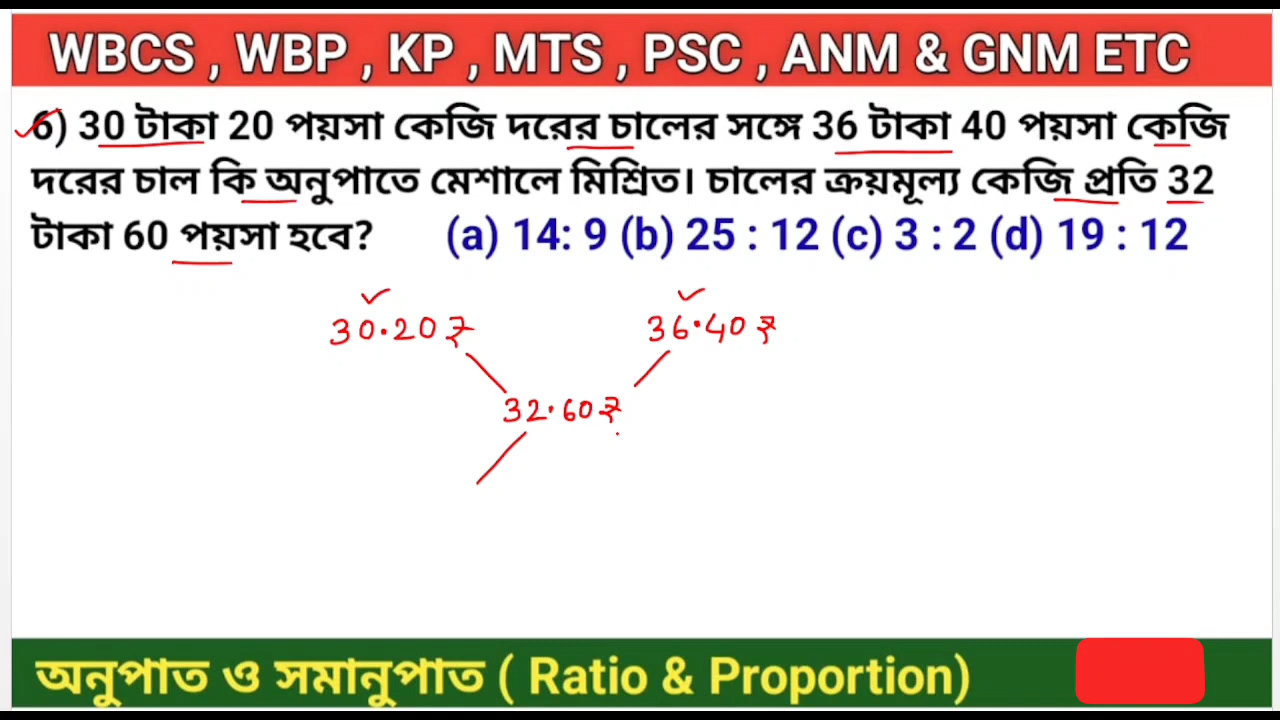 WBCS , WBP , KP , MTS , PSC , ANM & GNM ETC
6) 30 টাকা 20 পয়সা কেজি দরের চালের সঙ্গে 36 টাকা 40 পয়সা কেজি
দরের চাল কি অনুপাতে মেশালে মিশ্রিত। চালের ক্রয়মূল্য কেজি প্রতি 32
টাকা 60 পয়সা হবে? (a) 14: 9 (b) 25 : 12 (c) 3 : 2 (d) 19 : 12
30.20₹ 36.40₹
32.60₹
অনুপাত ও সমানুপাত ( Ratio & Proportion)